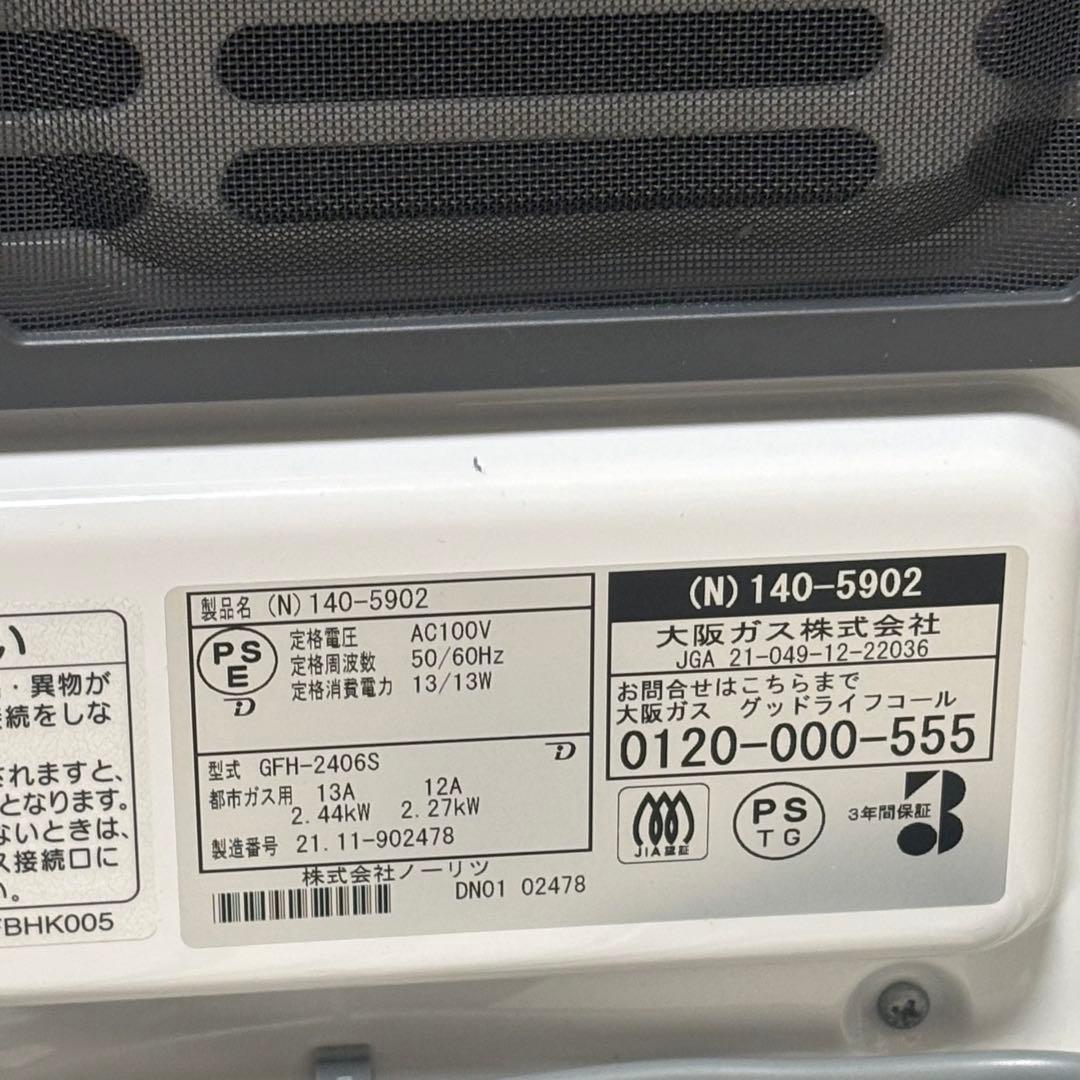 い
・異物が
接続をしな
されますと、
となります。
ないときは、
ス接続口に
い。
FBHK005
製品名 (N)140-5902
PS
E
定格電圧 AC100V
定格周波数 50/60Hz
定格消費電力 13/13W
D
D
型式 GFH-2406S
都市ガス用 13A 12A
2.44kW 2.27kW
製造番号 21.11-902478
株式会社ノーリツ
DN01 02478
(N)140-5902
大阪ガス株式会社
JGA 21-049-12-22036
お問合せはこちらまで
大阪ガス グッドライフコール
0120-000-555
JIA認証
PS
TG
3年間保証
3